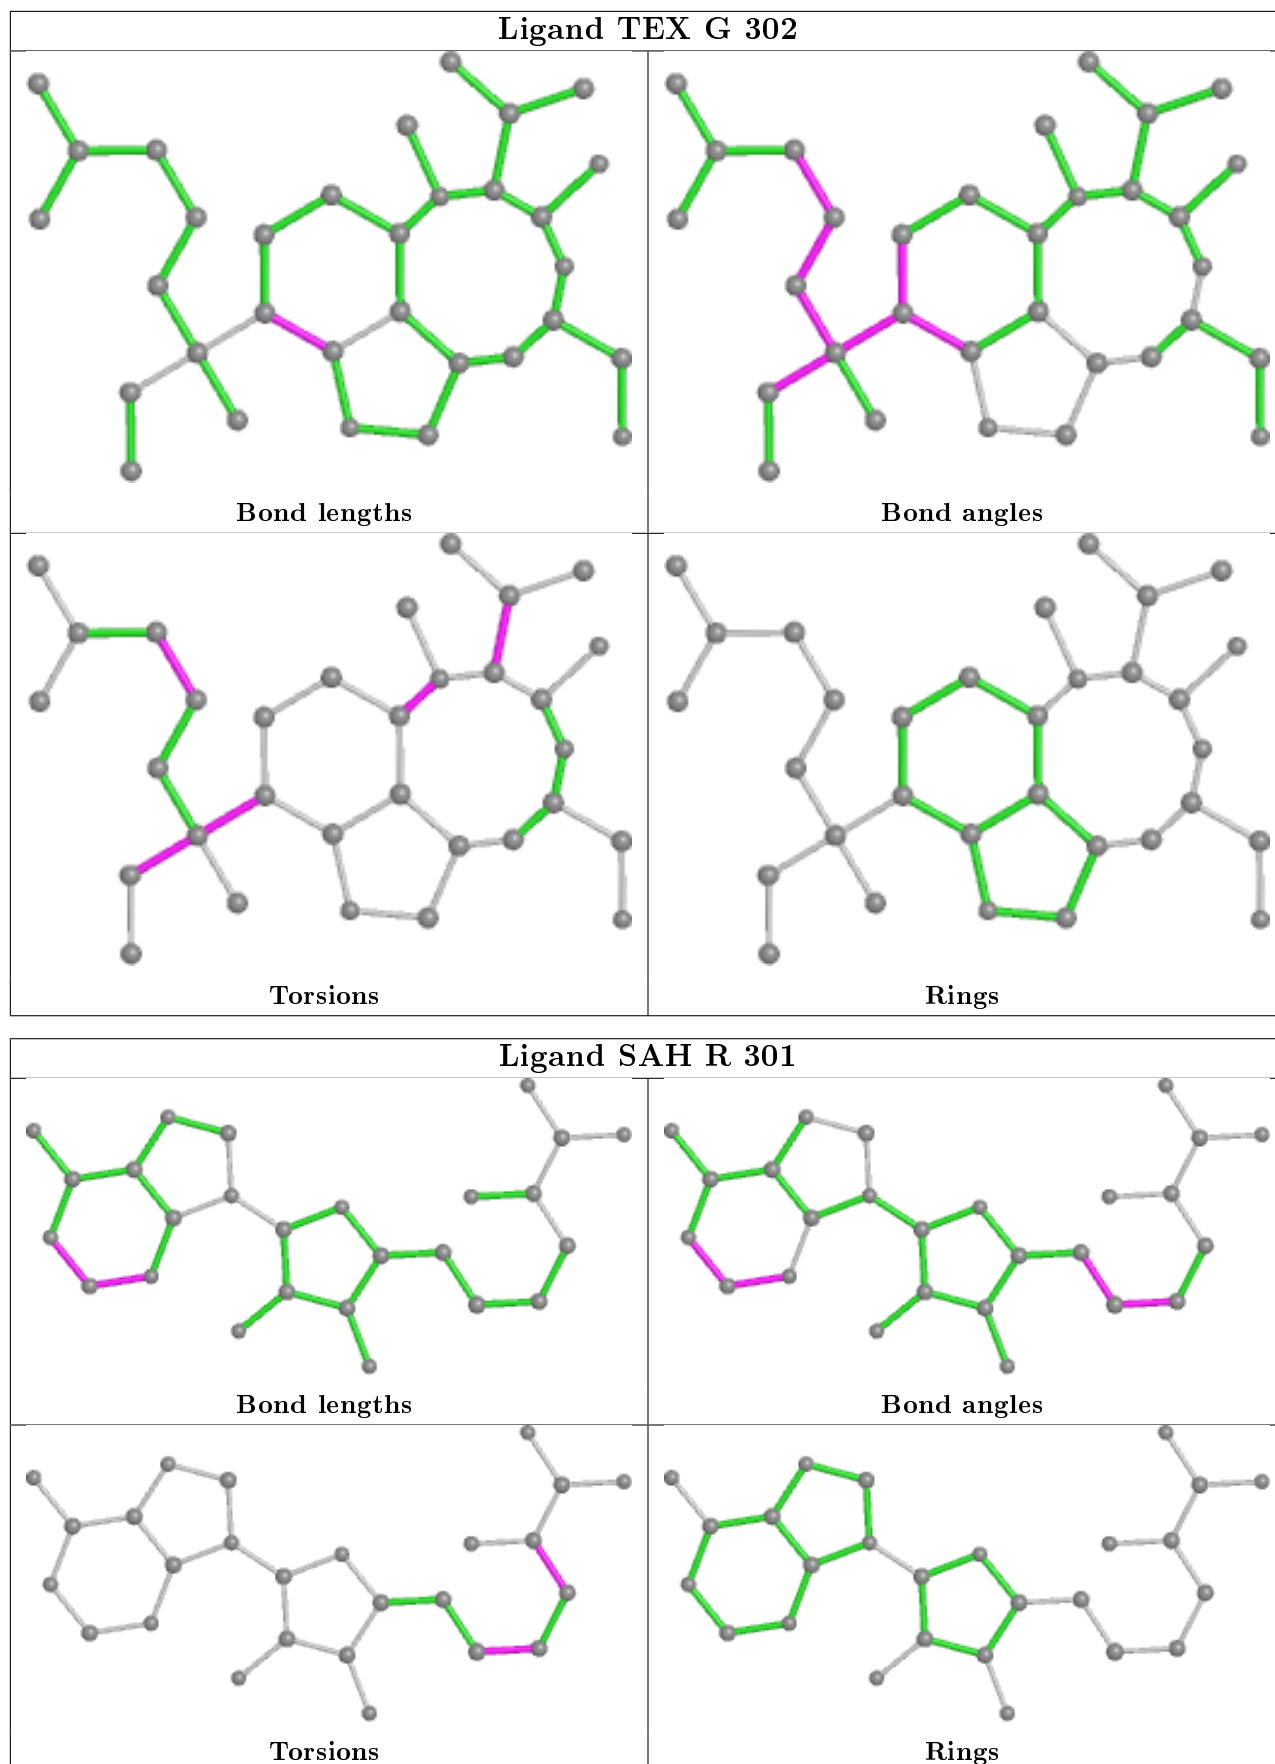 Ligand TEX G 302
Bond lengths
Bond angles
Torsions
Rings
Ligand SAH R 301
Bond lengths
Bond angles
Torsions
Rings